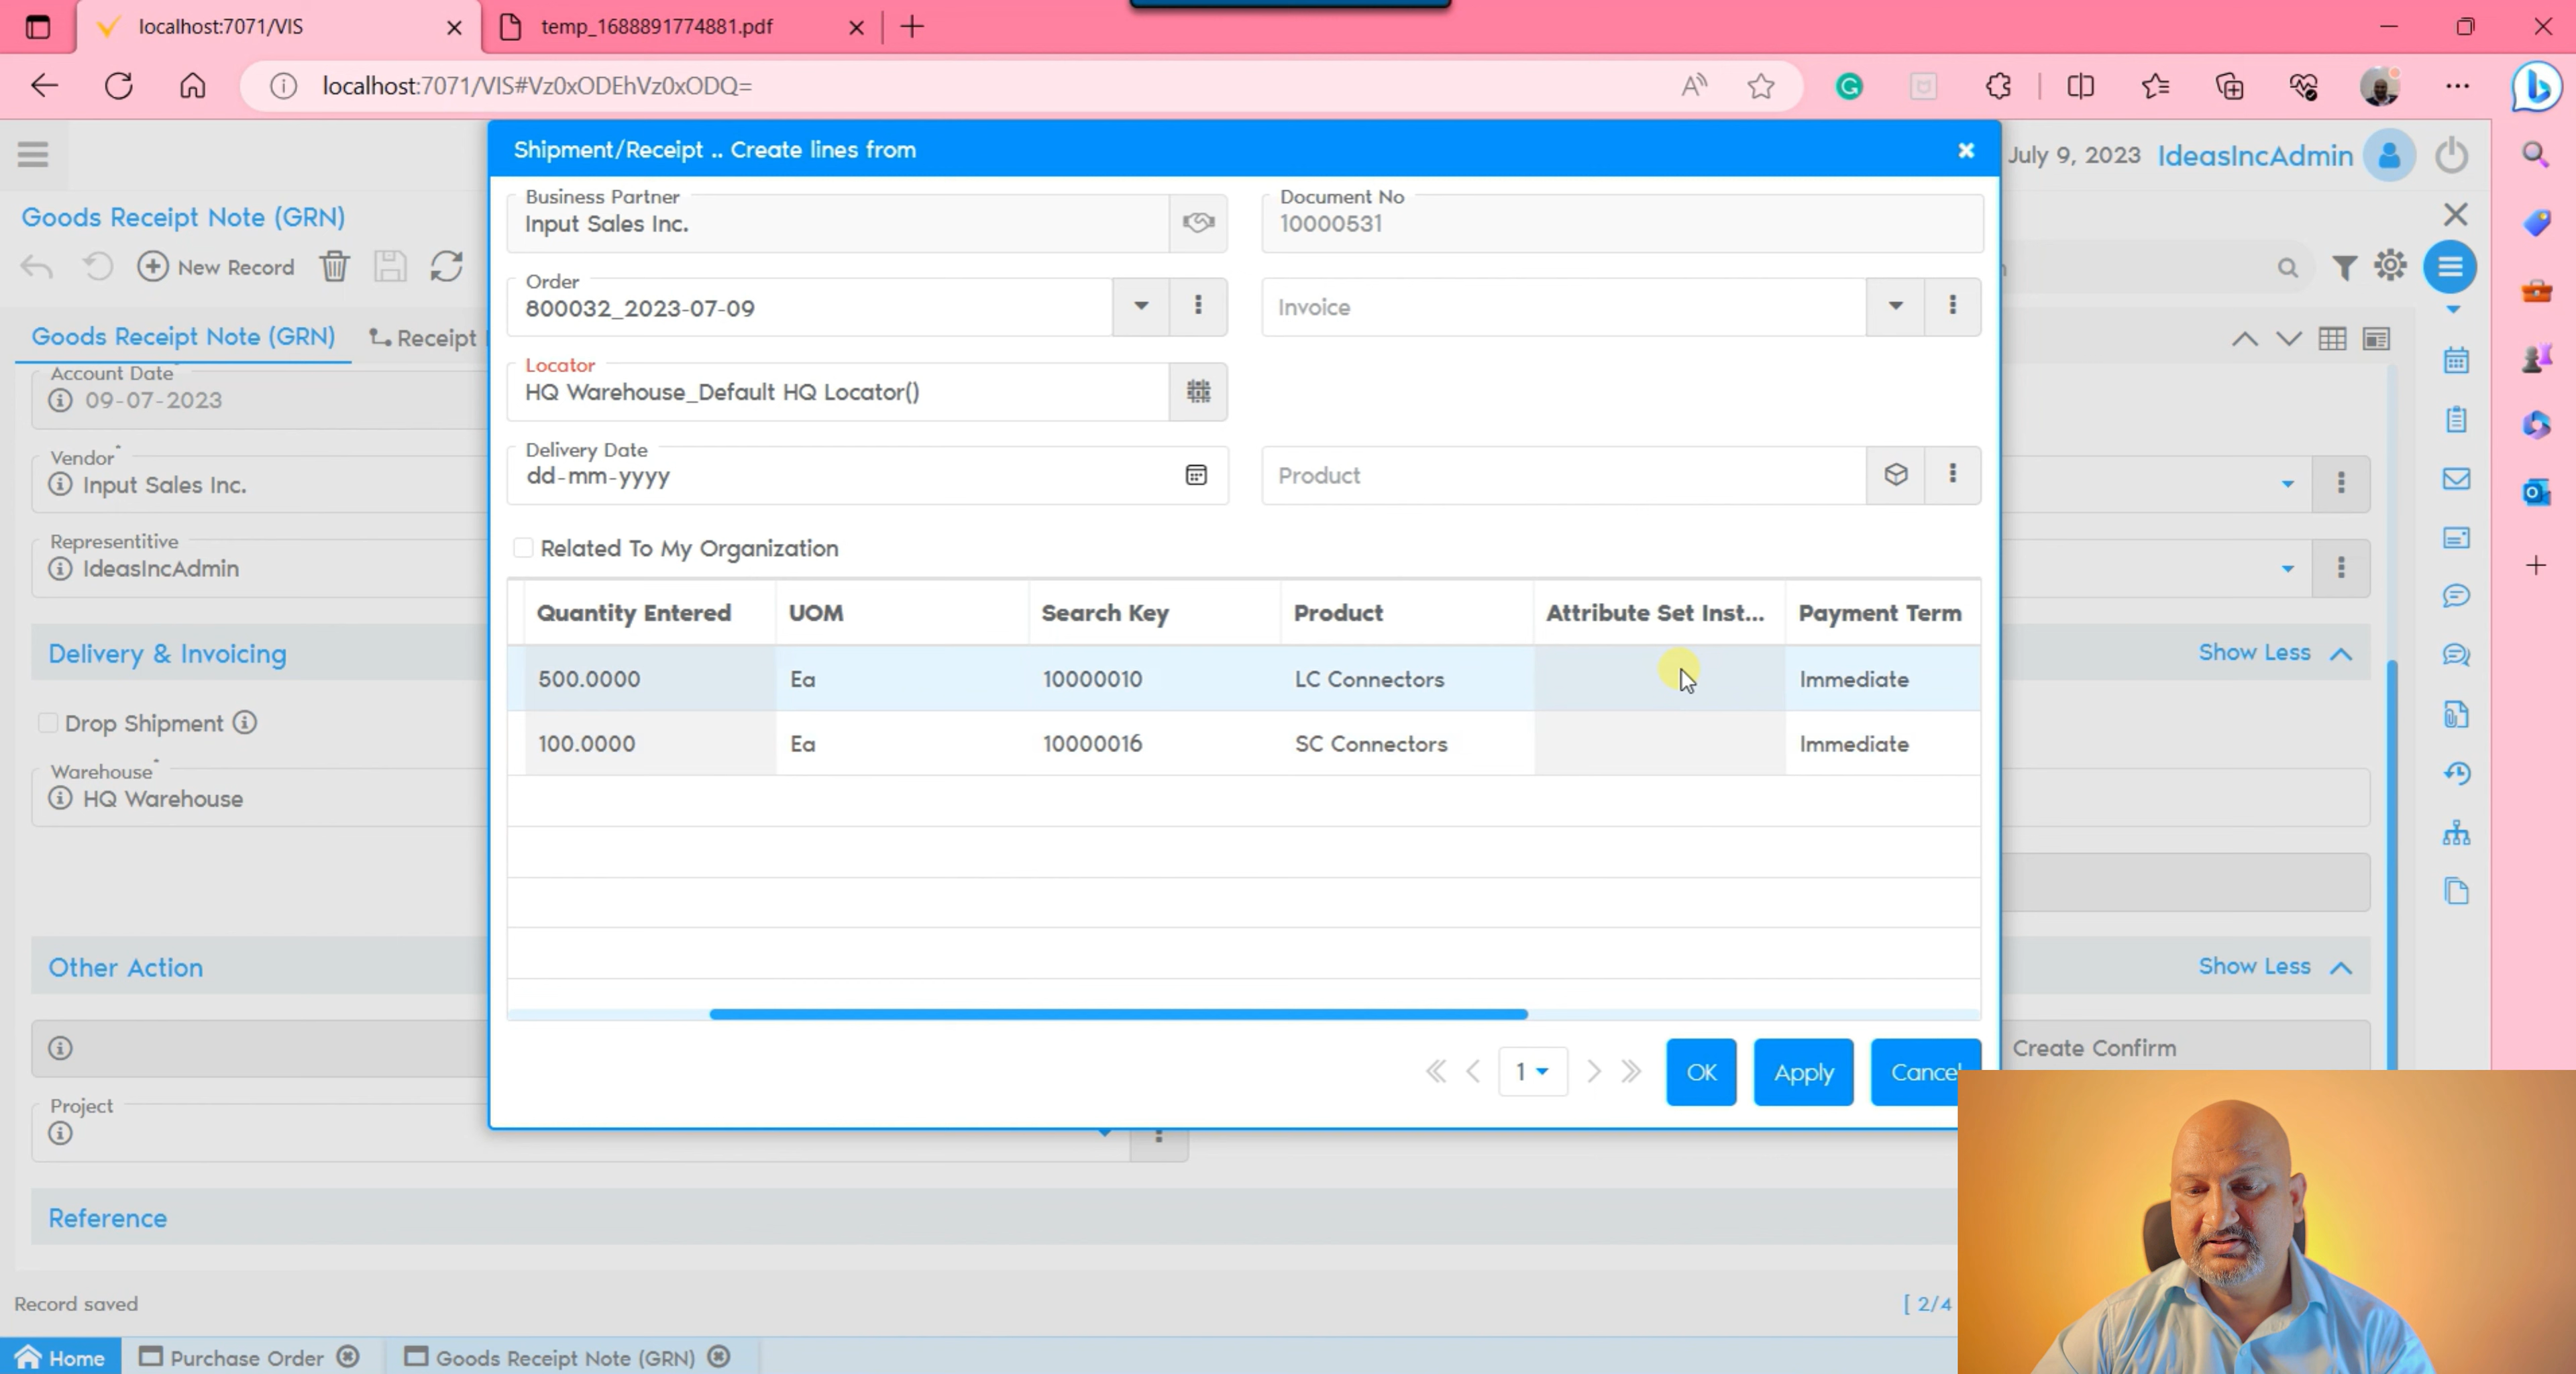 localhost:7071/VIS
temp_1688891774881.pdf
localhost:7071/VIS#Vz0xODEhVz0xODQ=
Shipment/Receipt .. Create lines from
July 9, 2023 IdeasIncAdmin
Goods Receipt Note (GRN)
New Record
Goods Receipt Note (GRN) Receipt
Account Date
09-07-2023
Vendor*
Input Sales Inc.
Representitive
IdeasIncAdmin
Delivery & Invoicing
Show Less
Drop Shipment
Warehouse*
HQ Warehouse
Other Action
Show Less
Create Confirm
Project
Reference
Record saved
[ 2/4
Business Partner
Input Sales Inc.
Document No
10000531
Order
800032_2023-07-09
Invoice
Locator
HQ Warehouse_Default HQ Locator()
Delivery Date
dd-mm-yyyy
Product
Related To My Organization
Quantity Entered UOM Search Key Product Attribute Set Inst... Payment Term
500.0000 Ea 10000010 LC Connectors Immediate
100.0000 Ea 10000016 SC Connectors Immediate
1 OK Apply Cancel
Home Purchase Order Goods Receipt Note (GRN)